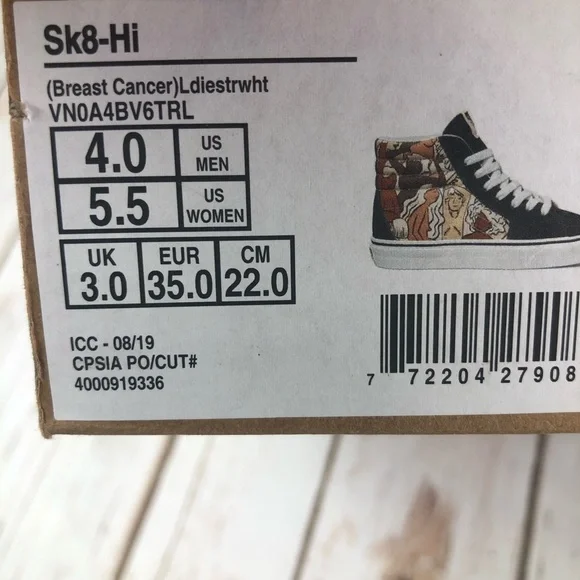 Sk8-Hi
(Breast Cancer)Ldiestrwht
VN0A4BV6TRL
4.0 US MEN
5.5 US WOMEN
UK EUR CM
3.0 35.0 22.0
ICC - 08/19
CPSIA PO/CUT#
4000919336
7 72204 27908